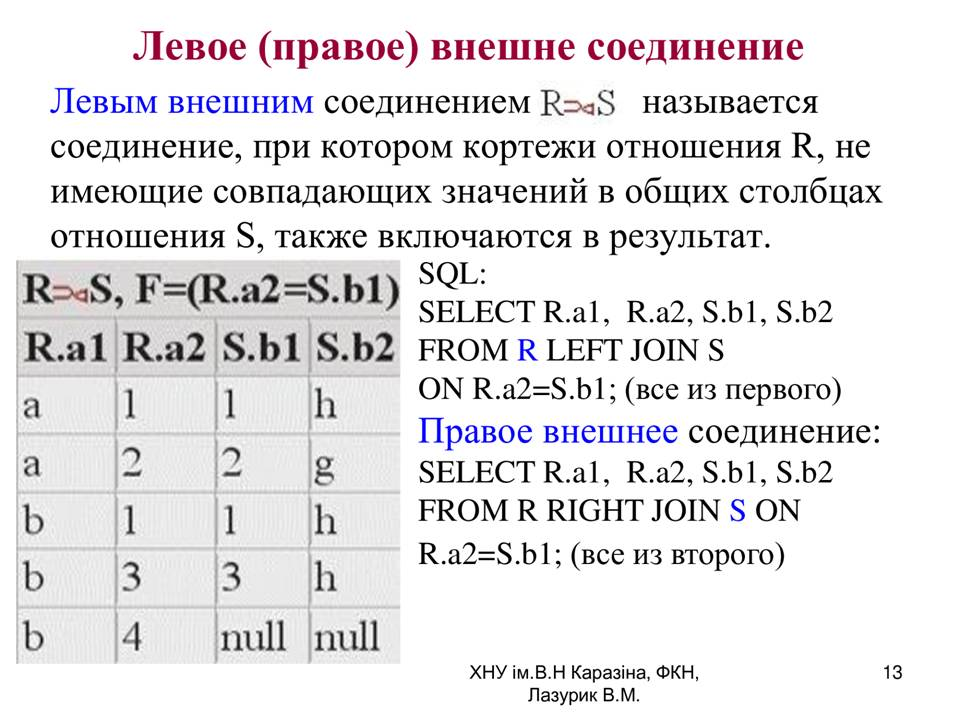 Левое (правое) внешне соединение
Левым внешним соединением R⊃⊲S называется
соединение, при котором кортежи отношения R, не
имеющие совпадающих значений в общих столбцах
отношения S, также включаются в результат.
R⊃⊲S, F=(R.a2=S.b1)
R.a1 R.a2 S.b1 S.b2
a 1 1 h
a 2 2 g
b 1 1 h
b 3 3 h
b 4 null null
SQL:
SELECT R.a1, R.a2, S.b1, S.b2
FROM R LEFT JOIN S
ON R.a2=S.b1; (все из первого)
Правое внешнее соединение:
SELECT R.a1, R.a2, S.b1, S.b2
FROM R RIGHT JOIN S ON
R.a2=S.b1; (все из второго)
ХНУ ім.В.Н Каразіна, ФКН,
Лазурик В.М.
13